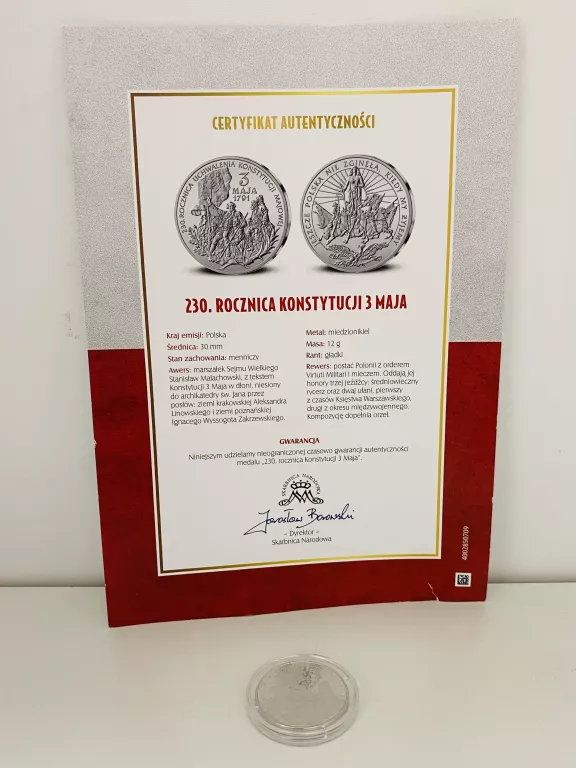 CERTYFIKAT AUTENTYCZNOŚCI
230. ROCZNICA UCHWALENIA KONSTYTUCJI MAJOWEJ
3
MAJA
1791
JESZCZE POLSKA NIE ZGINĘŁA, KIEDY MY ŻYJEMY
230. ROCZNICA KONSTYTUCJI 3 MAJA
Kraj emisji: Polska
Średnica: 30 mm
Stan zachowania: menniczy
Awers: marszałek Sejmu Wielkiego
Stanisław Małachowski, z tekstem
Konstytucji 3 Maja w dłoni, niesiony
do archikatedry św. Jana przez
posłów: ziemi krakowskiej Aleksandra
Linowskiego i ziemi poznańskiej
Ignacego Wyssogota Zakrzewskiego.
Metal: miedzionikiel
Masa: 12 g
Rant: gładki
Rewers: postać Polonii z orderem
Virtuti Militari i mieczem. Oddają jej
honory trzej jeźdźcy: średniowieczny
rycerz oraz dwaj ułani, pierwszy
z czasów Księstwa Warszawskiego,
drugi z okresu międzywojennego.
Kompozycję dopełnia orzeł.
GWARANCJA
Niniejszym udzielamy nieograniczonej czasowo gwarancji autentyczności
medalu „230. rocznica Konstytucji 3 Maja”.
SKARBNICA NARODOWA
Jarosław Borowski
– Dyrektor –
Skarbnica Narodowa
4002850709